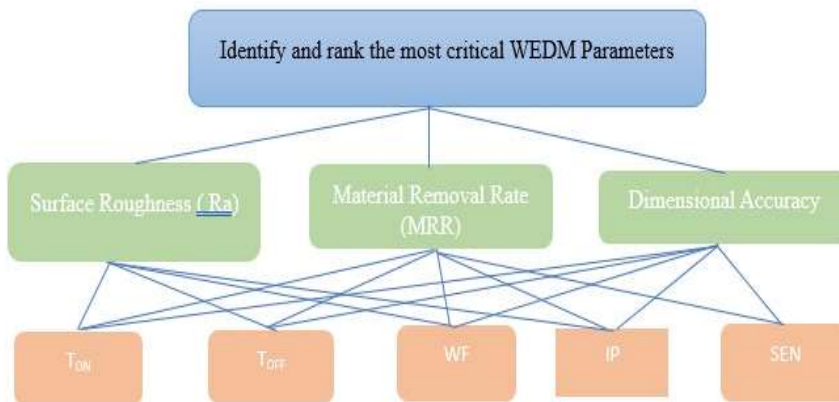 Identify and rank the most critical WEDM Parameters
Surface Roughness ( Ra)
Material Removal Rate
(MRR)
Dimensional Accuracy
TON
TOFF
WF
IP
SEN